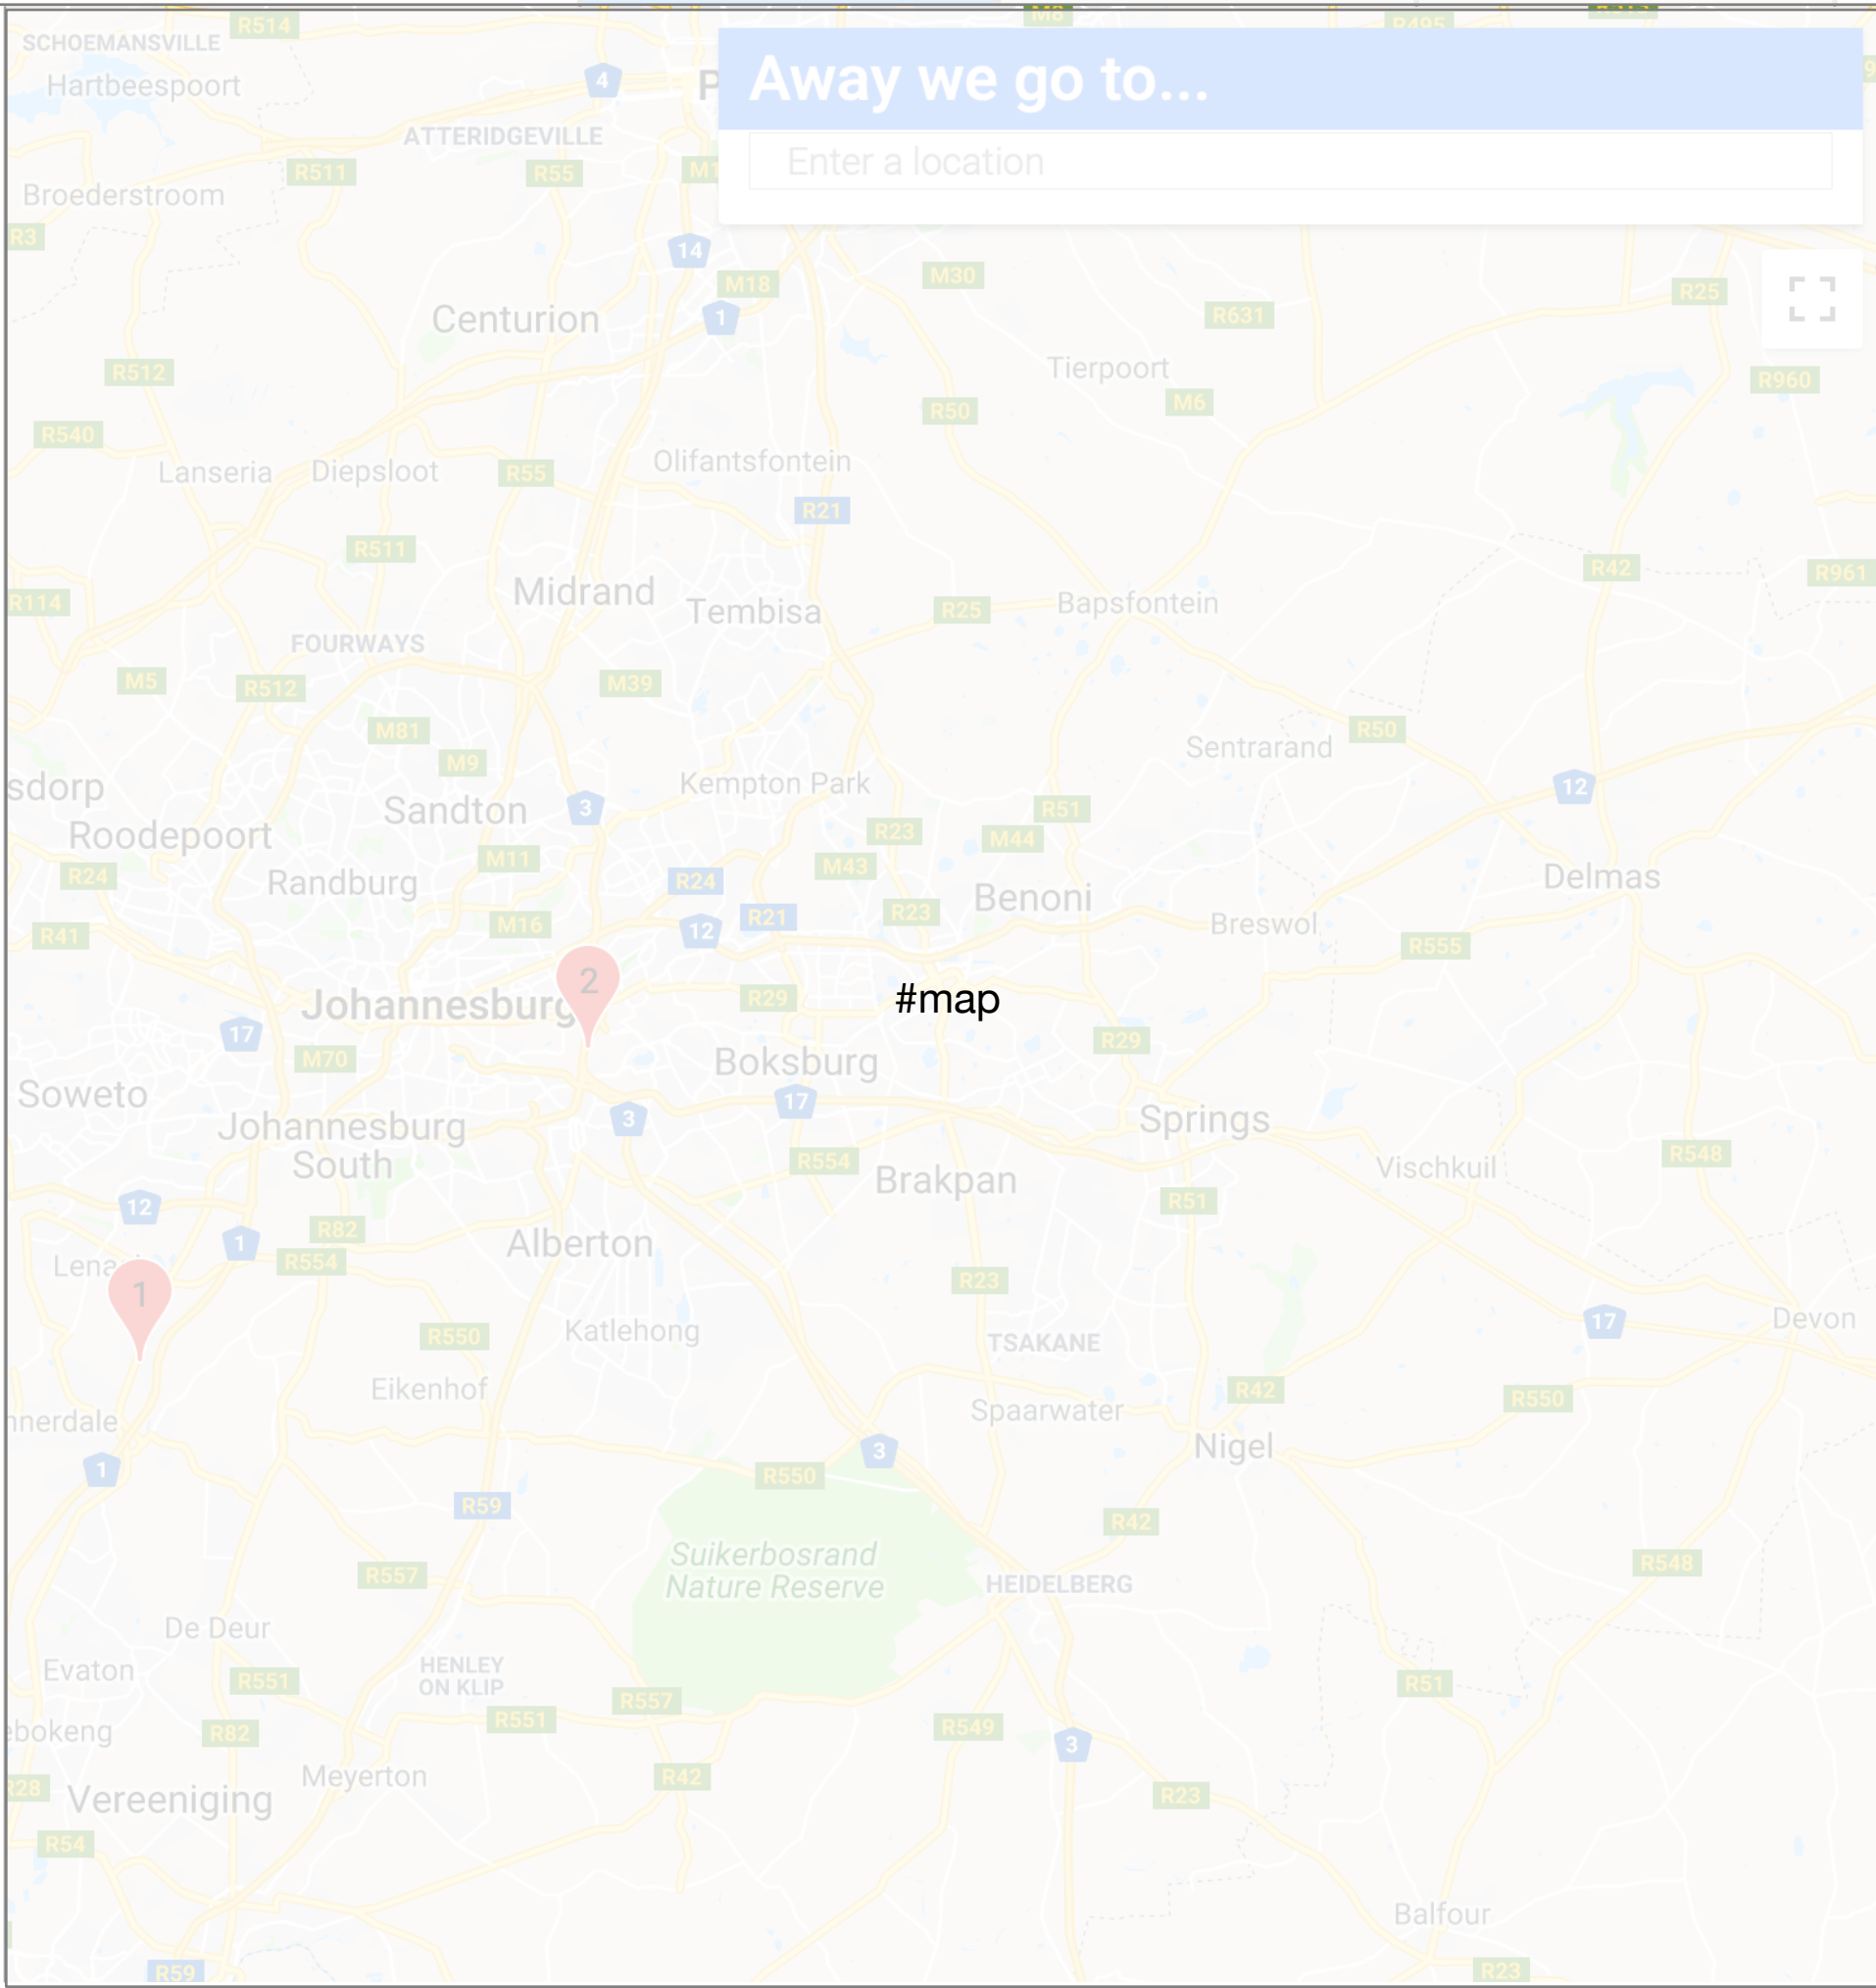 M8
R495
R513
R514
SCHOEMANSVILLE
Hartbeespoort
4
P
Away we go to...
ATTERIDGEVILLE
R511
R55
M1
Enter a location
Broederstroom
R3
14
M18
M30
R25
Centurion
1
R631
R512
Tierpoort
R960
M6
R50
R540
Lanseria
Diepsloot
R55
Olifantsfontein
R21
R511
R42
R961
Midrand
R114
Tembisa
R25
Bapsfontein
FOURWAYS
M5
R512
M39
M81
R50
M9
Sentrarand
sdorp
Kempton Park
12
Sandton
3
R51
Roodepoort
R23
M44
M11
M43
R24
Randburg
R24
Benoni
Delmas
M16
R21
R23
Breswol
R41
12
R555
2
Johannesburg
R29
#map
17
M70
R29
Boksburg
Soweto
17
Johannesburg
South
3
Springs
R554
R548
Vischkuil
Brakpan
12
R51
R82
1
Alberton
Lena
R554
R23
1
R550
Katlehong
17
Devon
TSAKANE
Eikenhof
R42
R550
nnerdale
Spaarwater
3
Nigel
1
R550
R59
R42
Suikerbosrand
Nature Reserve
R557
HEIDELBERG
R548
De Deur
Evaton
HENLEY
ON KLIP
R551
R51
R557
R551
R549
ebokeng
R82
3
Meyerton
R42
R28
Vereeniging
R23
R54
Balfour
R59
R23